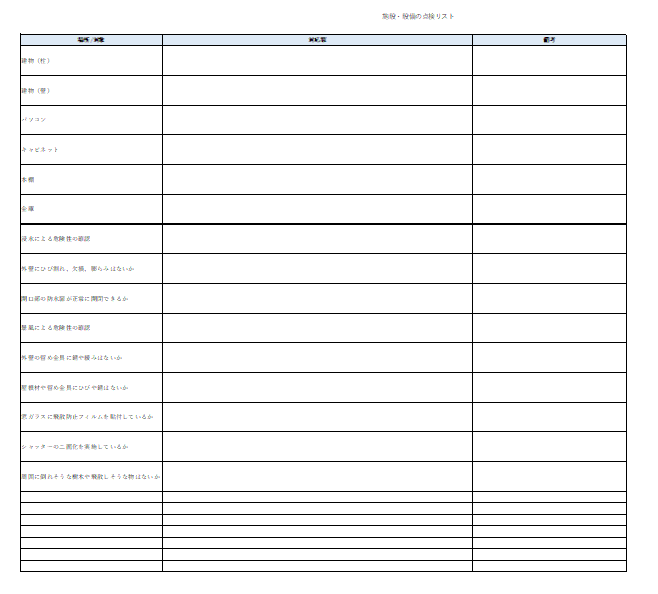 施設・設備の点検リスト
場所/対象
対応策
備考
建物（柱）
建物（壁）
パソコン
キャビネット
本棚
金庫
浸水による危険性の確認
外壁にひび割れ、欠損、膨らみはないか
開口部の防水扉が正常に開閉できるか
暴風による危険性の確認
外壁の留め金具に錆や緩みはないか
屋根材や留め金具にひびや錆はないか
窓ガラスに飛散防止フィルムを貼付しているか
シャッターの二重化を実施しているか
周囲に倒れそうな樹木や飛散しそうな物はないか